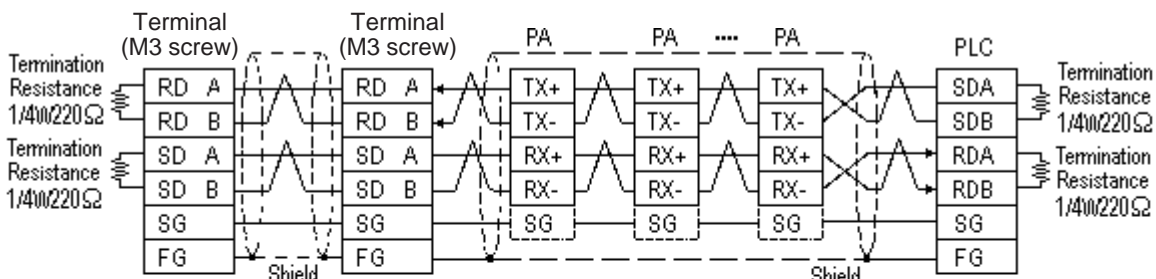 Terminal
(M3 screw)
Terminal
(M3 screw)
PA
PA
....
PA
PLC
Termination
Resistance
1/4W220Ω
Termination
Resistance
1/4W220Ω
RD A
RD B
SD A
SD B
SG
FG
Shield
RD A
RD B
SD A
SD B
SG
FG
TX+
TX-
RX+
RX-
SG
TX+
TX-
RX+
RX-
SG
TX+
TX-
RX+
RX-
SG
Shield
SDA
SDB
RDA
RDB
SG
FG
Termination
Resistance
1/4W220Ω
Termination
Resistance
1/4W220Ω